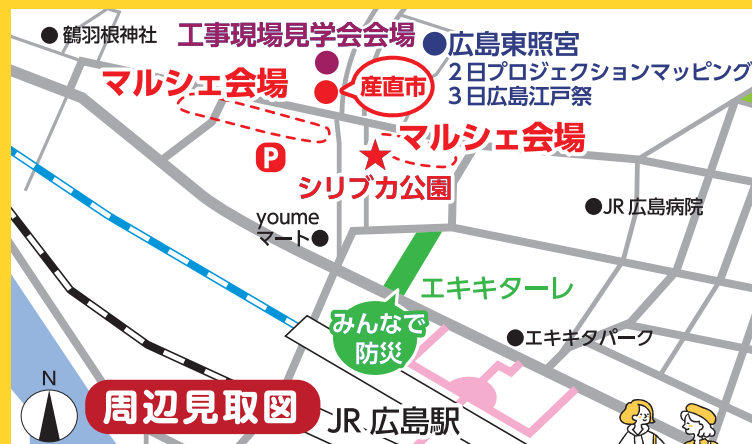 鶴羽根神社
工事現場見学会会場
広島東照宮
2日プロジェクションマッピング
3日広島江戸祭
マルシェ会場
産直市
マルシェ会場
P
シリブカ公園
JR広島病院
youme
マート
エキキターレ
みんなで
防災
エキキタパーク
N
周辺見取図
JR 広島駅